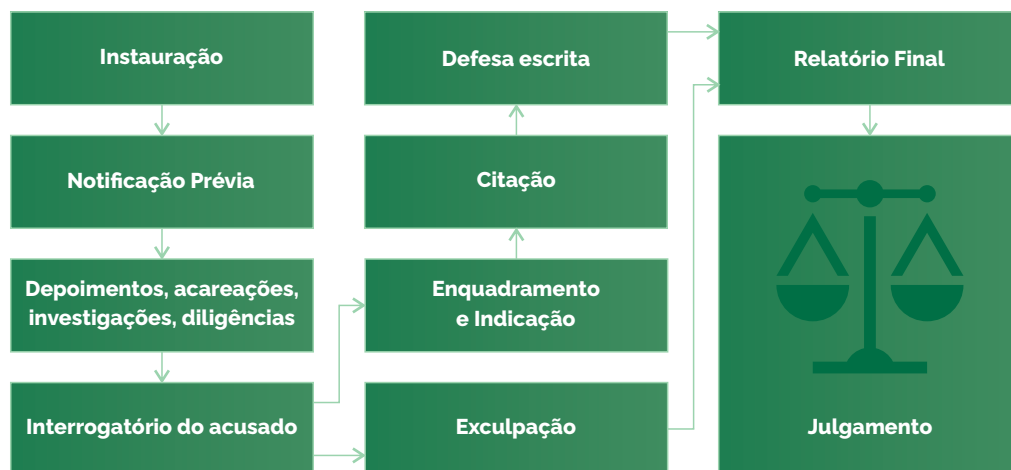 Instauração
Notificação Prévia
Depoimentos, acareações,
investigações, diligências
Interrogatório do acusado
Enquadramento
e Indicação
Citação
Defesa escrita
Exculpação
Relatório Final
Julgamento